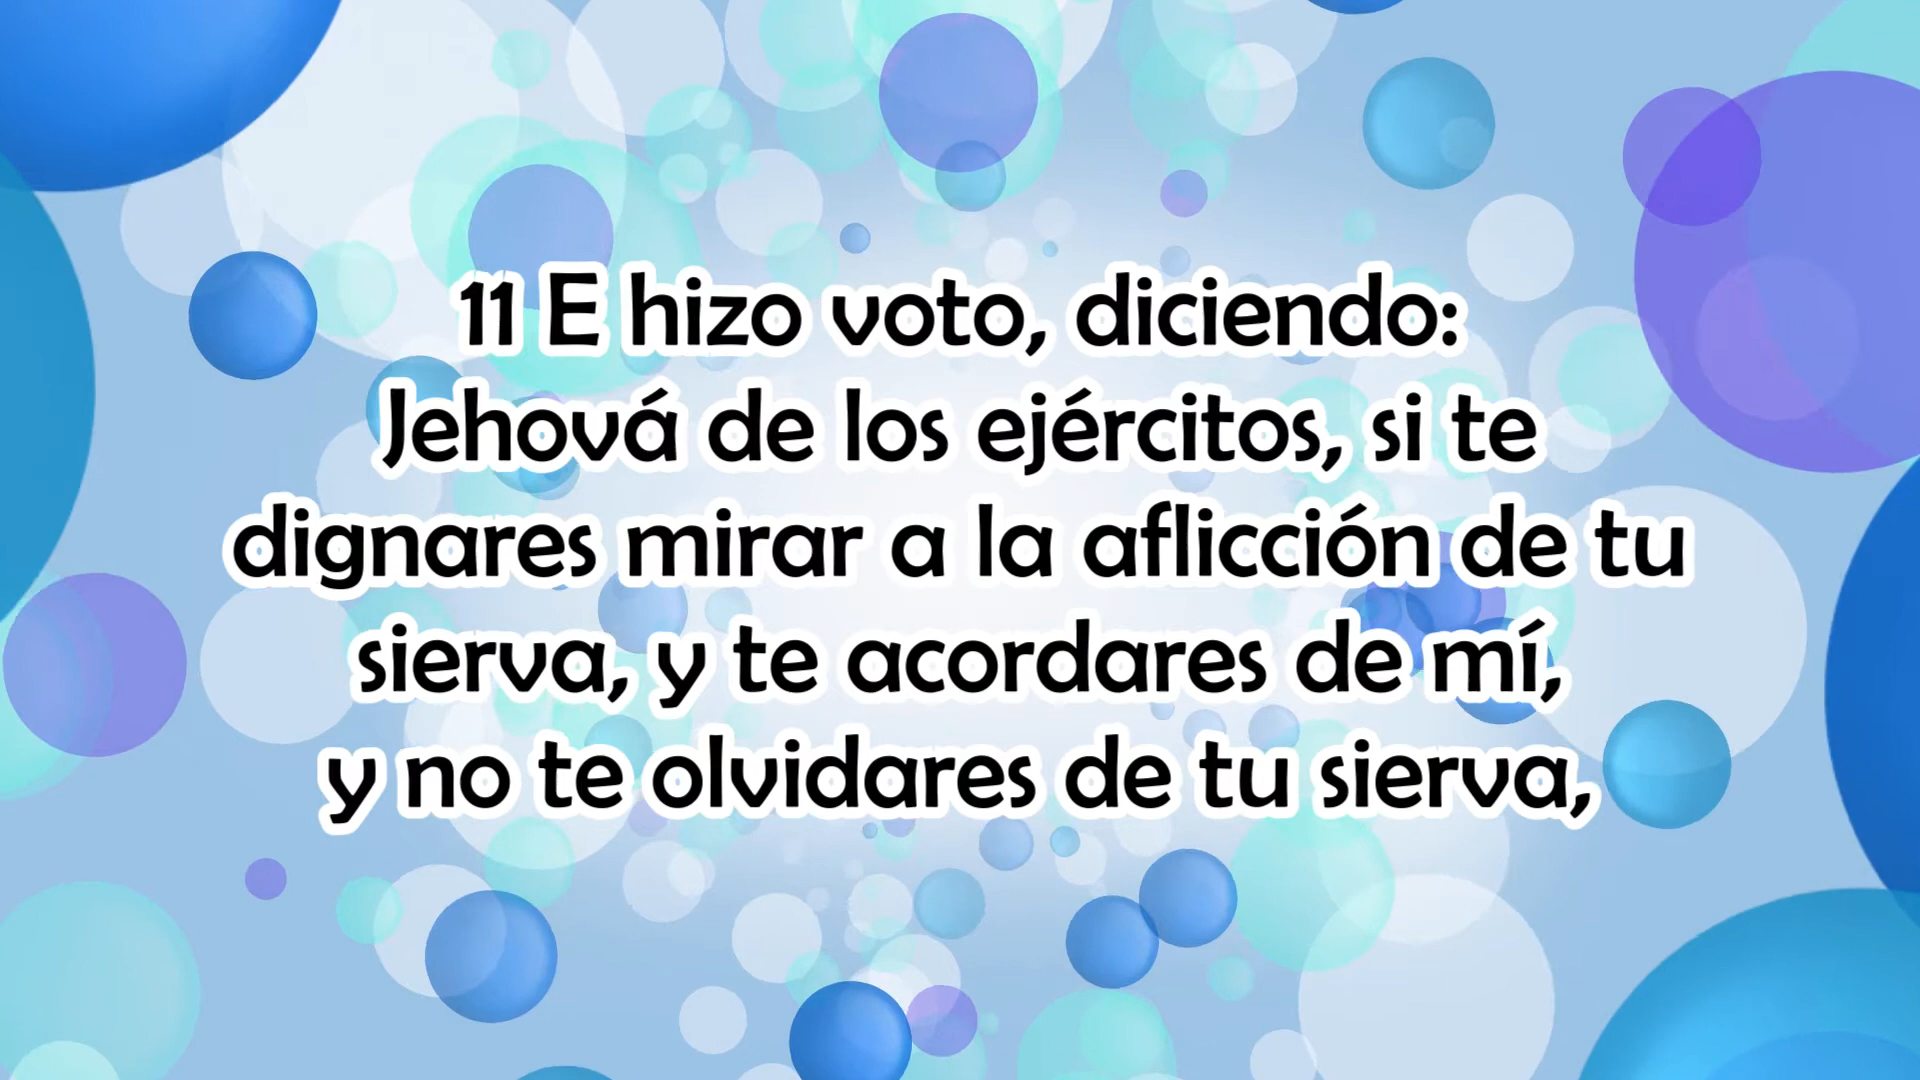 11 E hizo voto, diciendo:
Jehová de los ejércitos, si te
dignares mirar a la aflicción de tu
sierva, y te acordares de mí,
y no te olvidares de tu sierva,